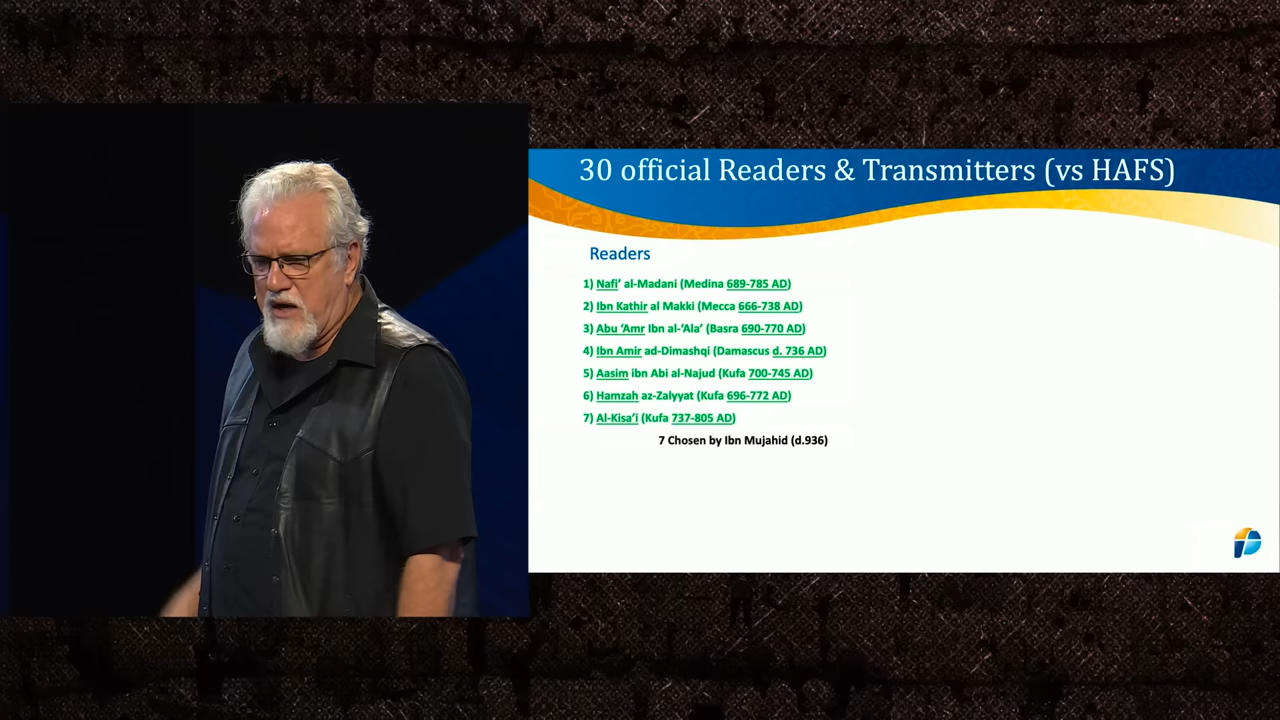 30 official Readers & Transmitters (vs HAFS)
Readers
1) Nafi’ al-Madani (Medina 689-785 AD)
2) Ibn Kathir al Makki (Mecca 666-738 AD)
3) Abu ‘Amr Ibn al-‘Ala’ (Basra 690-770 AD)
4) Ibn Amir ad-Dimashqi (Damascus d. 736 AD)
5) Aasim ibn Abi al-Najud (Kufa 700-745 AD)
6) Hamzah az-Zalyyat (Kufa 696-772 AD)
7) Al-Kisa’i (Kufa 737-805 AD)
7 Chosen by Ibn Mujahid (d.936)